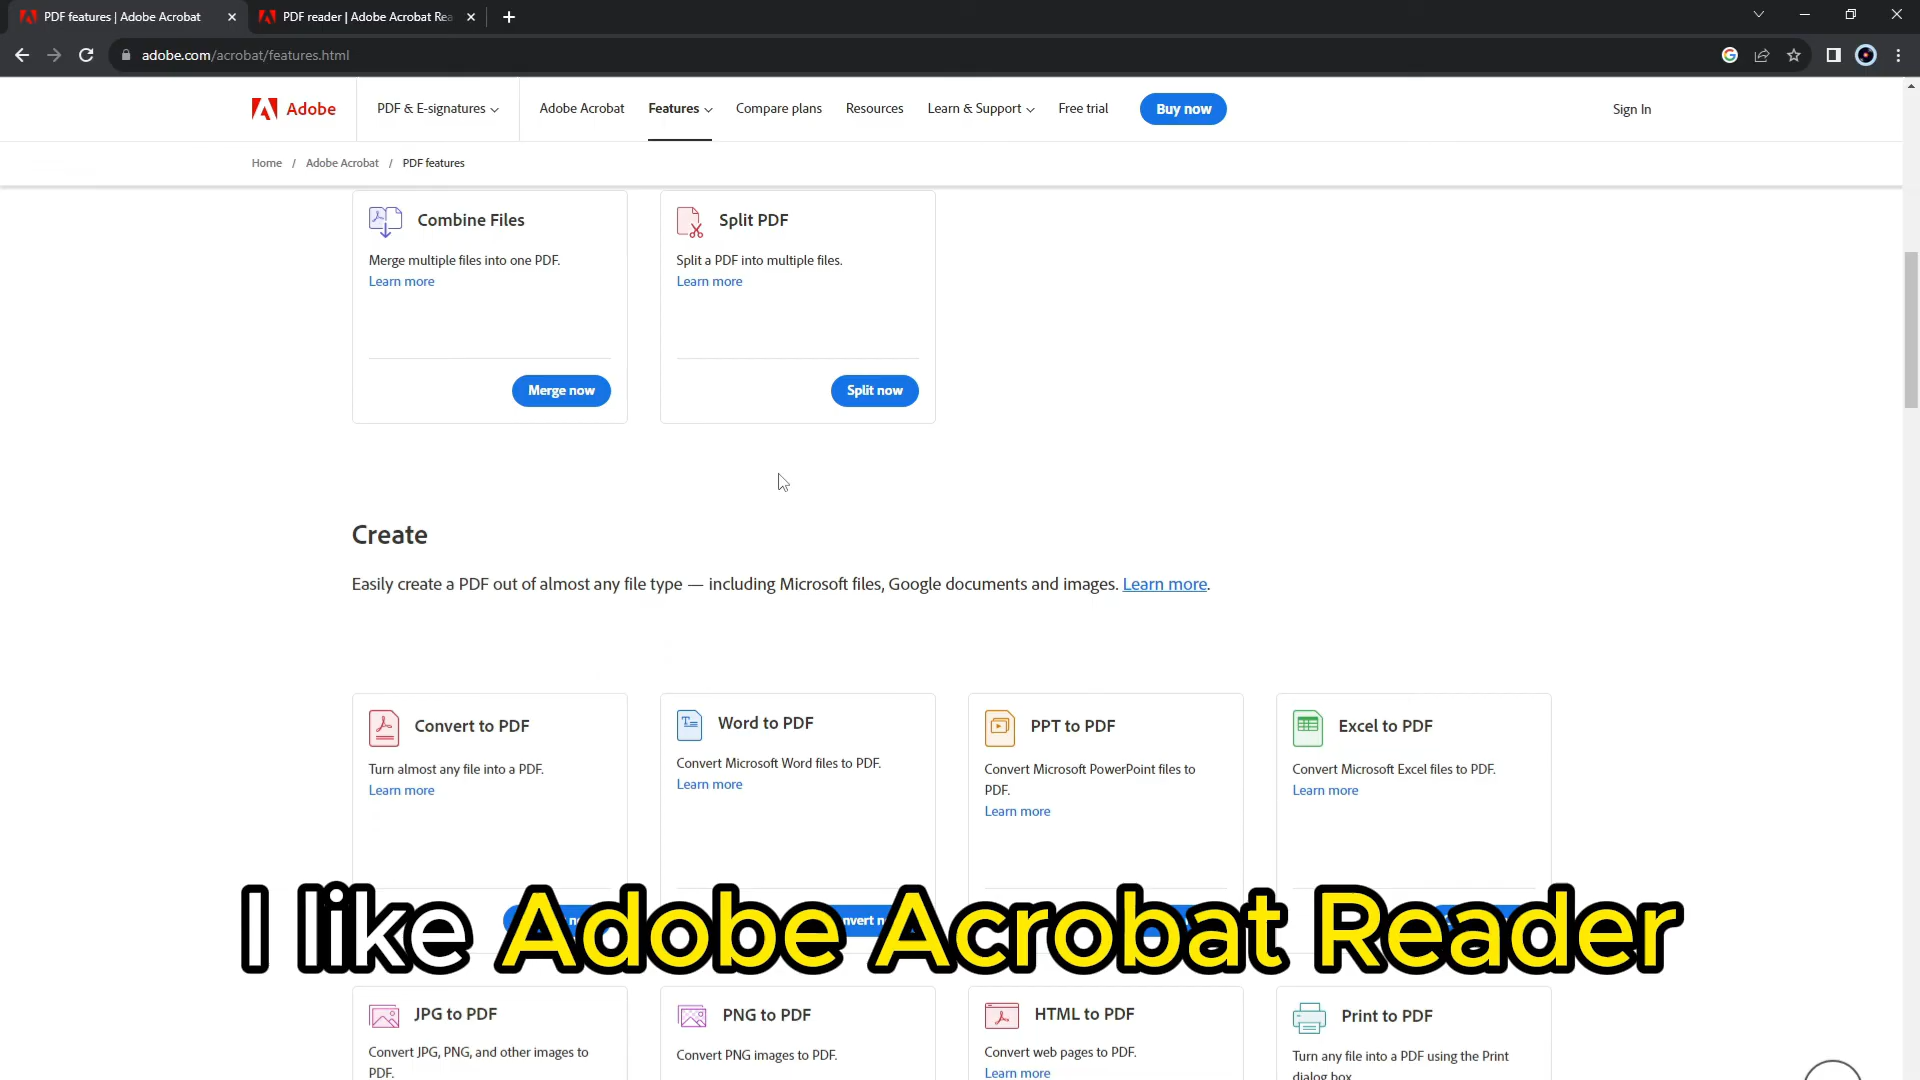 PDF features | Adobe Acrobat
PDF reader | Adobe Acrobat Rea
adobe.com/acrobat/features.html
Adobe
PDF & E-signatures
Adobe Acrobat
Features
Compare plans
Resources
Learn & Support
Free trial
Buy now
Sign In
Home / Adobe Acrobat / PDF features
Combine Files
Merge multiple files into one PDF.
Learn more
Merge now
Split PDF
Split a PDF into multiple files.
Learn more
Split now
Create
Easily create a PDF out of almost any file type — including Microsoft files, Google documents and images. Learn more.
Convert to PDF
Turn almost any file into a PDF.
Learn more
Word to PDF
Convert Microsoft Word files to PDF.
Learn more
PPT to PDF
Convert Microsoft PowerPoint files to
PDF.
Learn more
Excel to PDF
Convert Microsoft Excel files to PDF.
Learn more
I like Adobe Acrobat Reader
JPG to PDF
Convert JPG, PNG, and other images to
PDF.
PNG to PDF
Convert PNG images to PDF.
HTML to PDF
Convert web pages to PDF.
Learn more
Print to PDF
Turn any file into a PDF using the Print
dialog box.